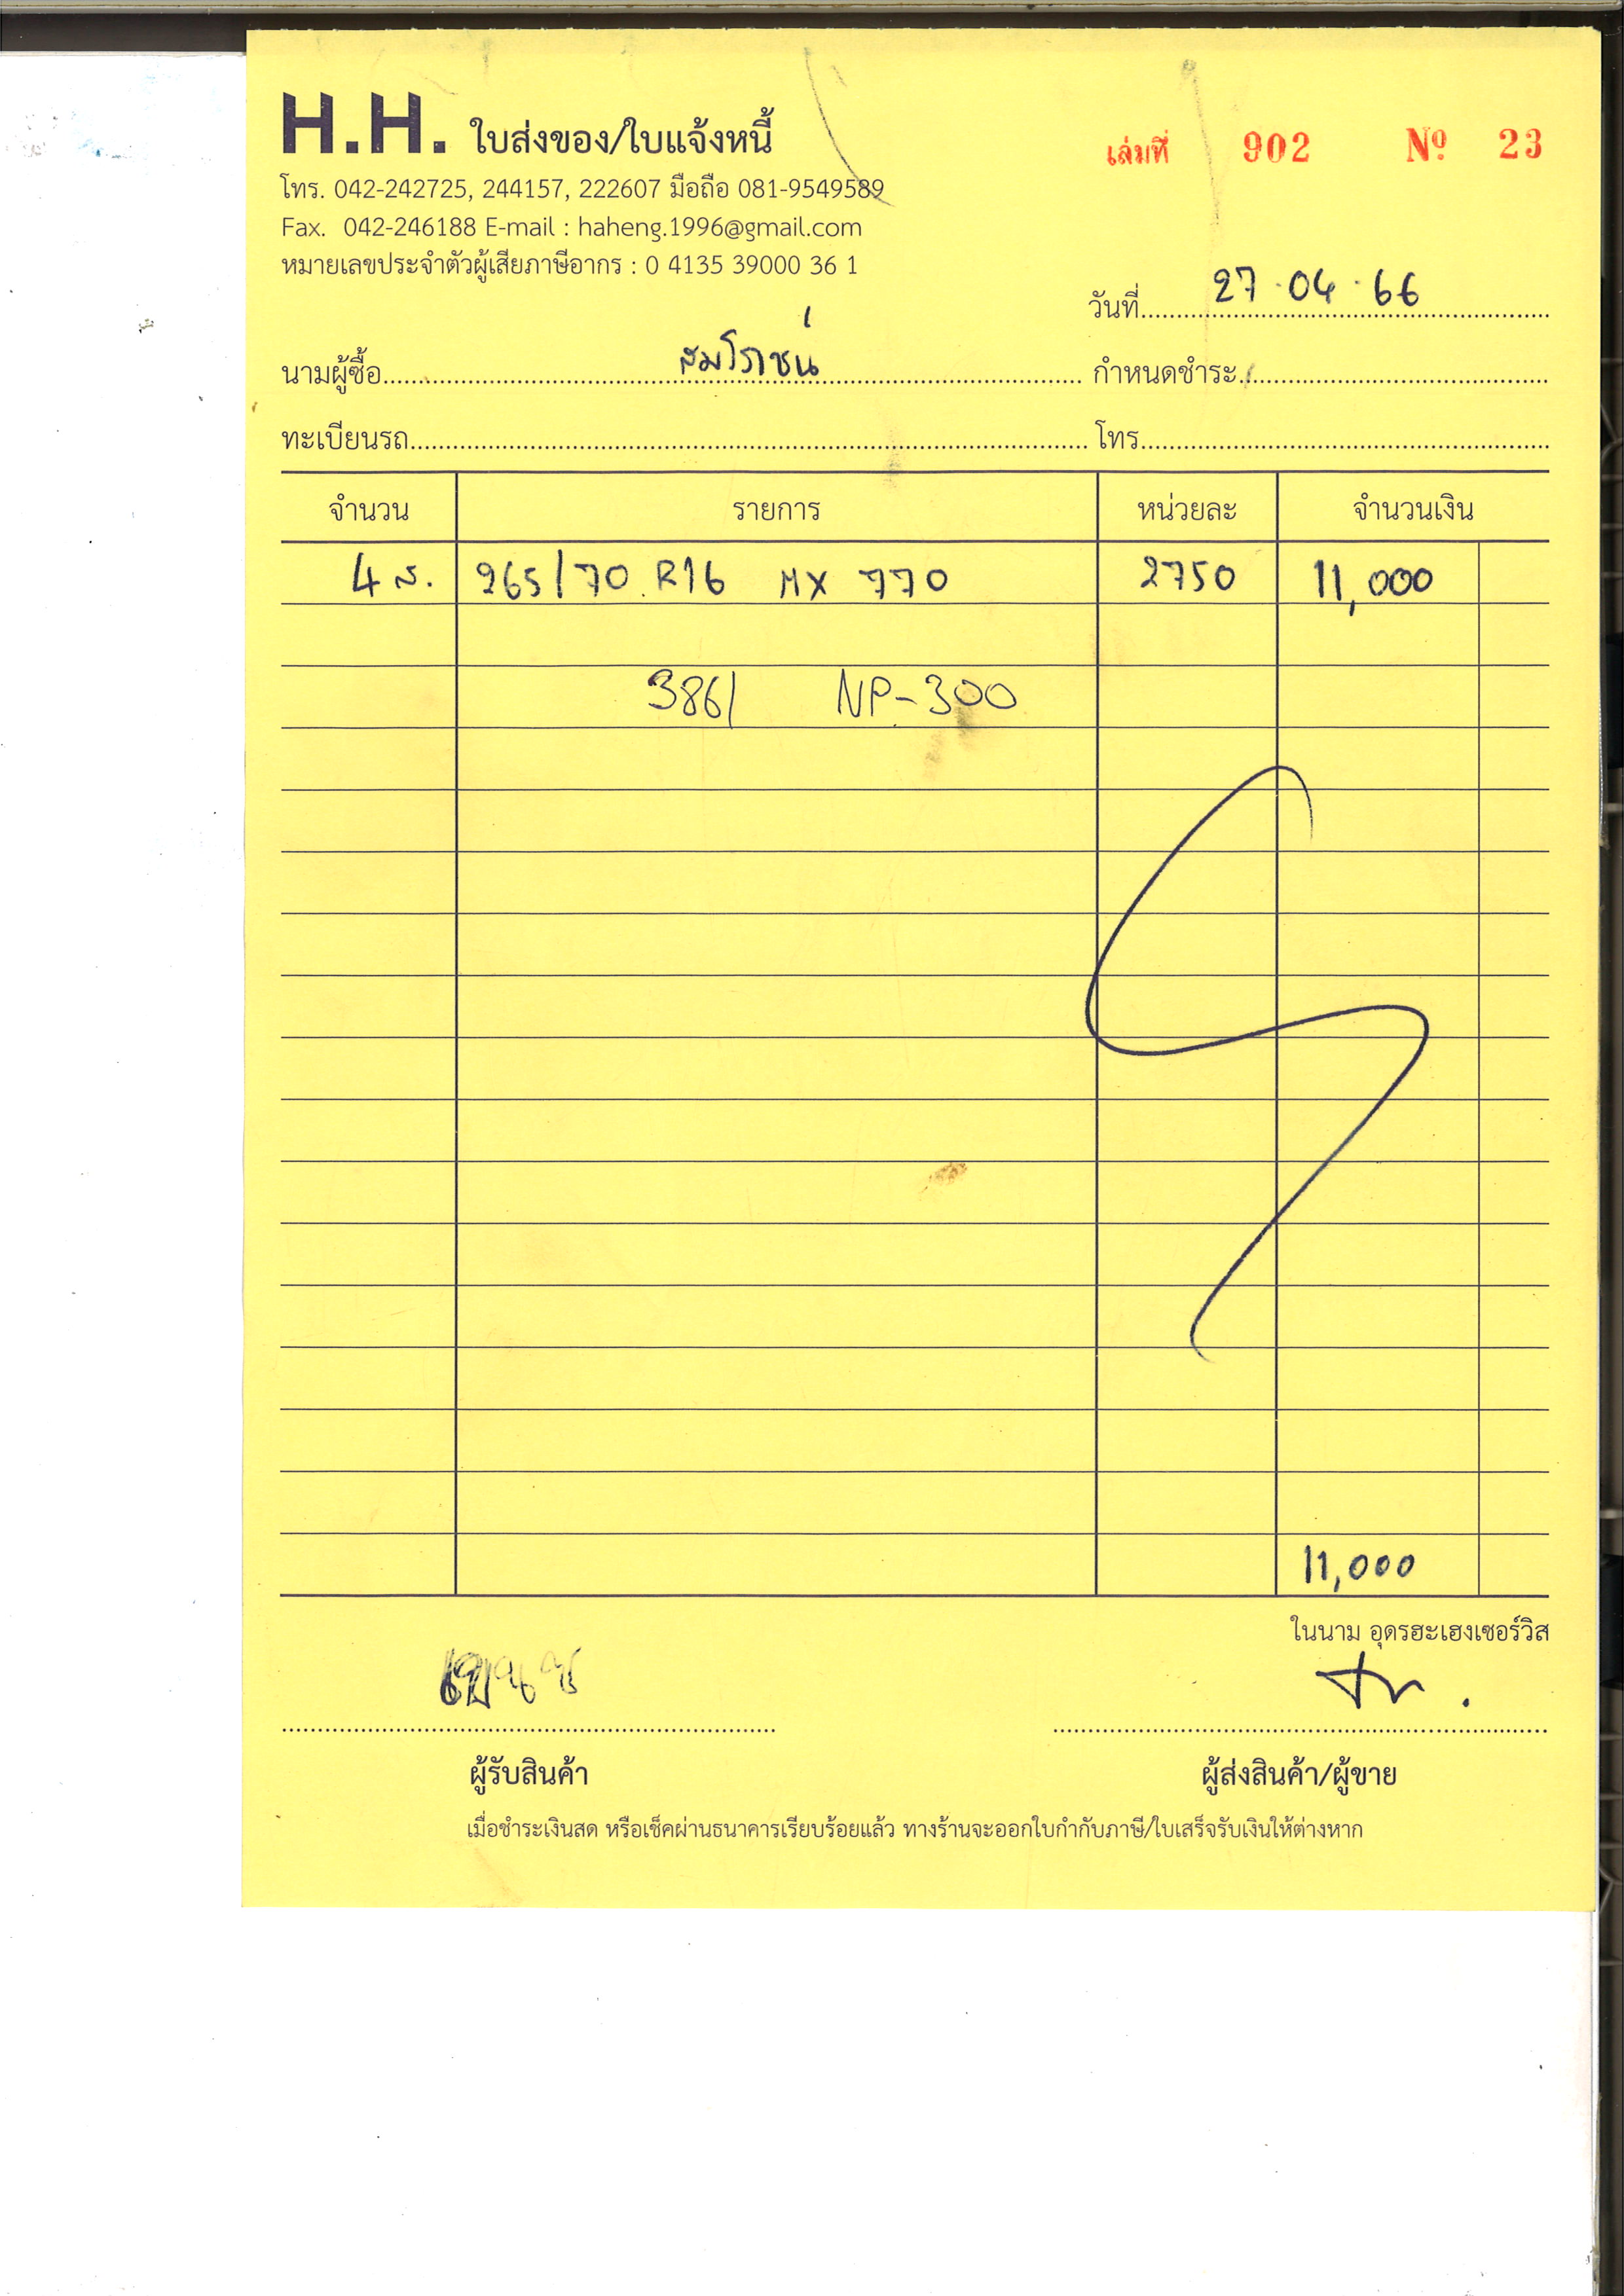 H.H. ใบส่งของ/ใบแจ้งหนี้
เล่มที่ 902 Nº 23
โทร. 042-242725, 244157, 222607 มือถือ 081-9549589
Fax. 042-246188 E-mail : haheng.1996@gmail.com
หมายเลขประจำตัวผู้เสียภาษีอากร : 0 4135 39000 36 1
วันที่ 27.04.66
นามผู้ซื้อ กำหนดชำระ
ทะเบียนรถ โทร.
จำนวน รายการ หน่วยละ จำนวนเงิน
4 ส. 265/70 R16 MX 770 2750 11,000
3861 NP-300
11,000
ในนาม อุดรฮะเฮงเซอร์วิส
ผู้รับสินค้า ผู้ส่งสินค้า/ผู้ขาย
เมื่อชำระเงินสด หรือเช็คผ่านธนาคารเรียบร้อยแล้ว ทางร้านจะออกใบกำกับภาษี/ใบเสร็จรับเงินให้ต่างหาก